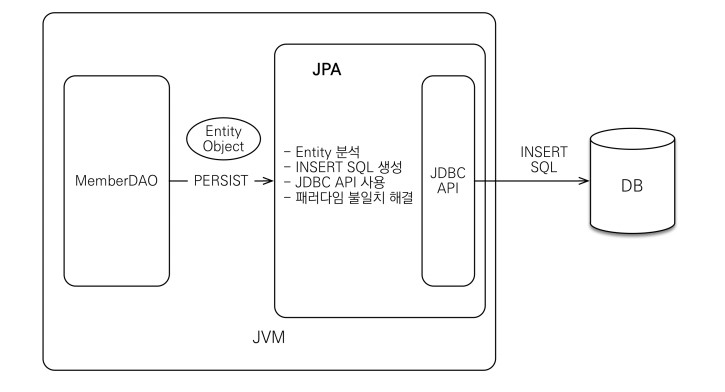 JPA
Entity
Object
MemberDAO
PERSIST
- Entity 분석
- INSERT SQL 생성
- JDBC API 사용
- 패러다임 불일치 해결
JDBC
API
INSERT
SQL
DB
JVM